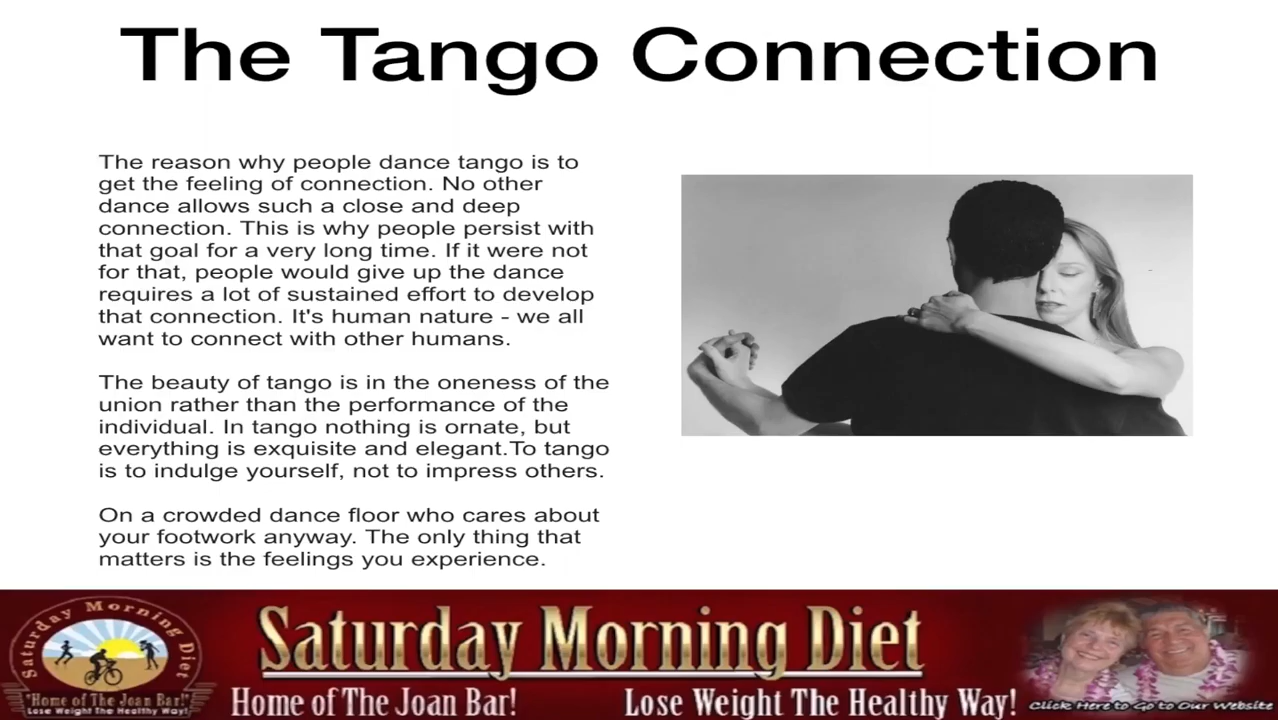 The Tango Connection
The reason why people dance tango is to
get the feeling of connection. No other
dance allows such a close and deep
connection. This is why people persist with
that goal for a very long time. If it were not
for that, people would give up the dance
requires a lot of sustained effort to develop
that connection. It's human nature - we all
want to connect with other humans.
The beauty of tango is in the oneness of the
union rather than the performance of the
individual. In tango nothing is ornate, but
everything is exquisite and elegant.To tango
is to indulge yourself, not to impress others.
On a crowded dance floor who cares about
your footwork anyway. The only thing that
matters is the feelings you experience.
Saturday Morning Diet
"Home of The Joan Bar!"
Lose Weight The Healthy Way!
Saturday Morning Diet
Home of The Joan Bar! Lose Weight The Healthy Way!
Click Here to Go to Our Website